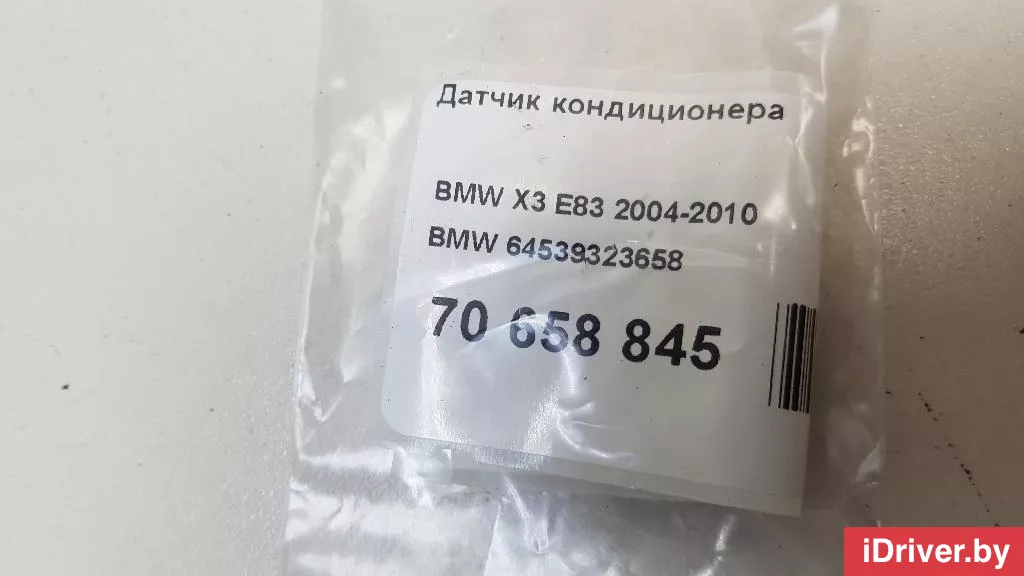 Датчик кондиционера
BMW X3 E83 2004-2010
BMW 64539323658
70 658 845
iDriver.by